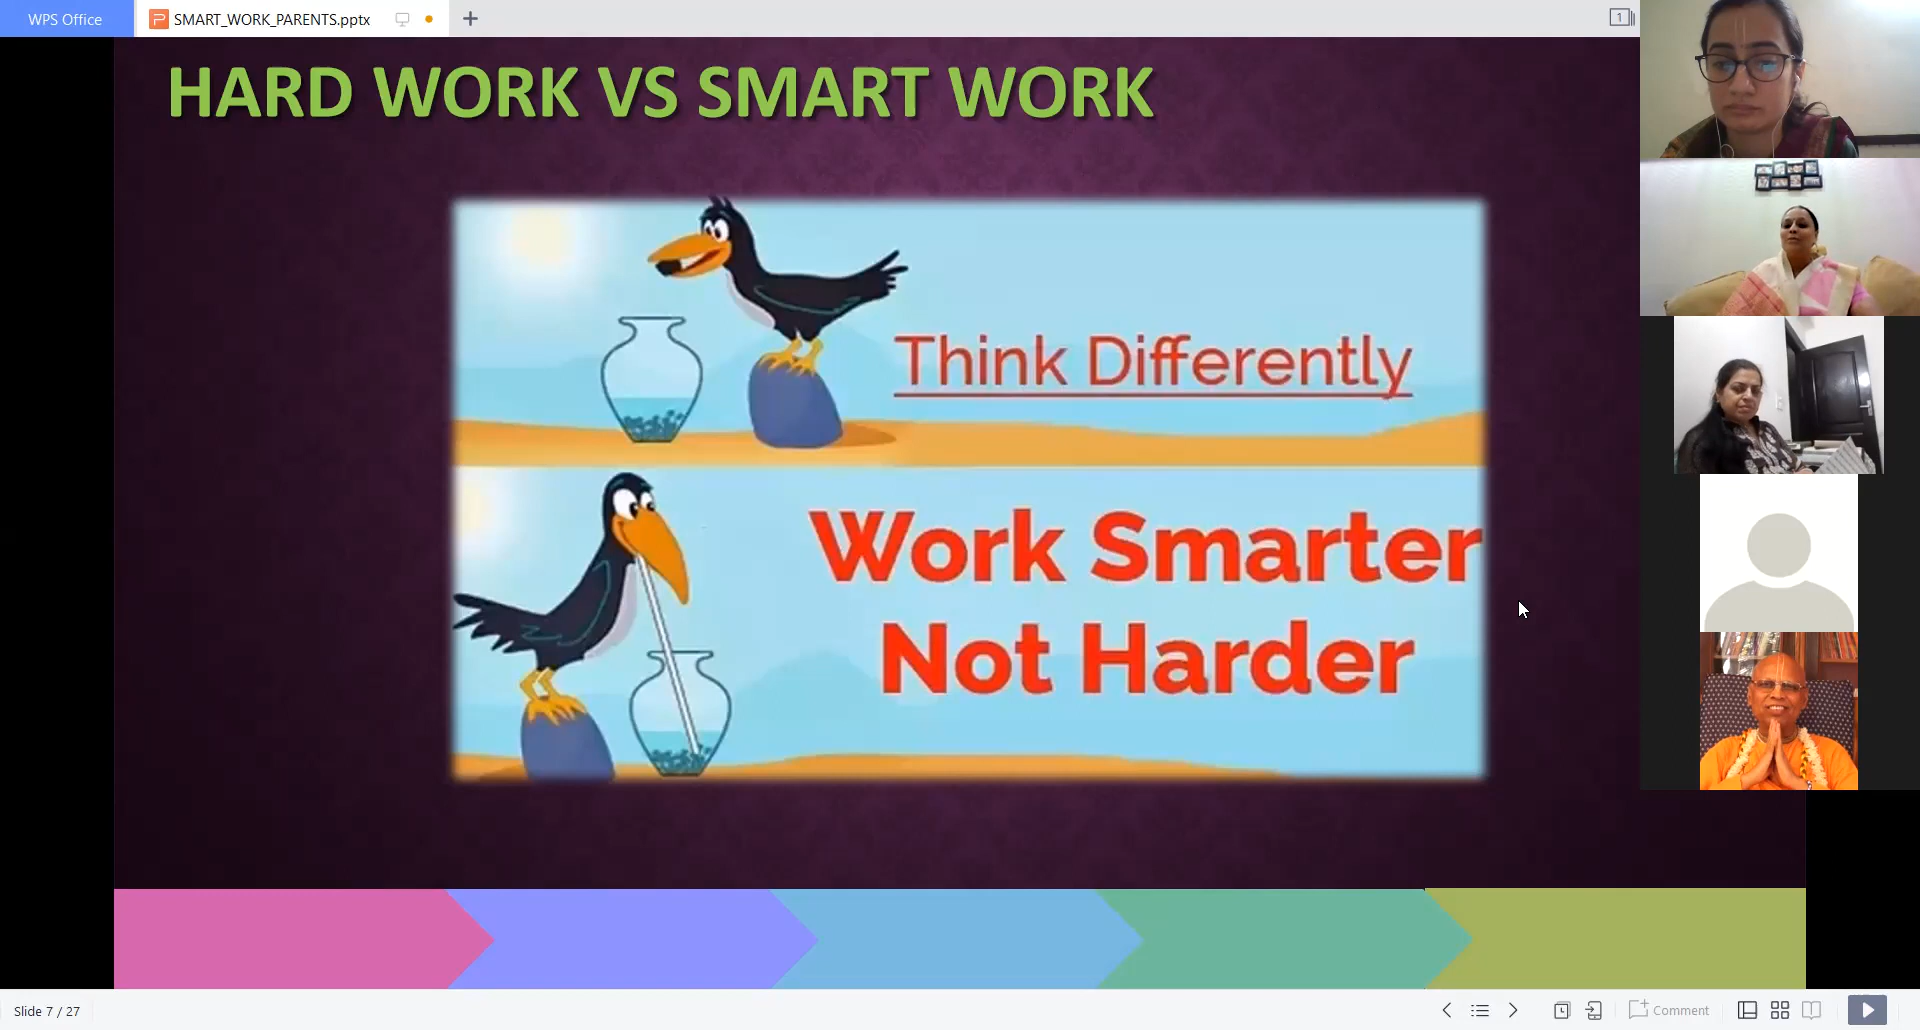 WPS Office
SMART_WORK_PARENTS.pptx
1
HARD WORK VS SMART WORK
Think Differently
Work Smarter
Not Harder
Slide 7 / 27
Comment